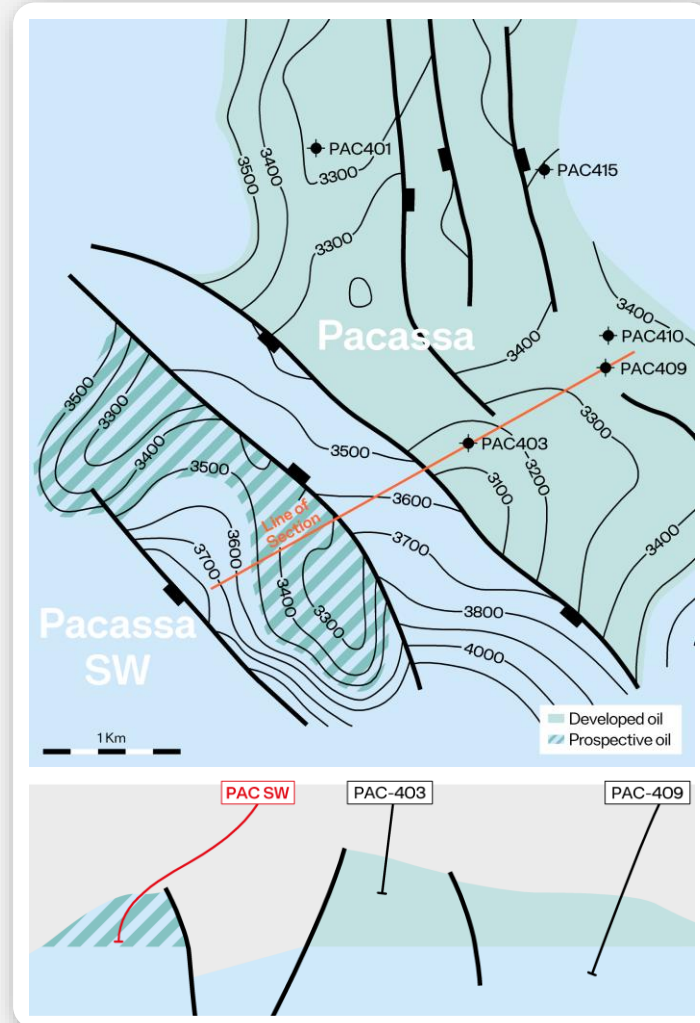 PAC401
PAC415
3500
3400
3300
3300
Pacassa
3400
3400
PAC410
PAC409
3500
3300
3400
3500
3500
PAC403
3300
3200
3100
3600
Line of
Section
3600
3700
3700
3400
3400
3300
3800
4000
Pacassa
SW
1 Km
Developed oil
Prospective oil
PAC SW
PAC-403
PAC-409